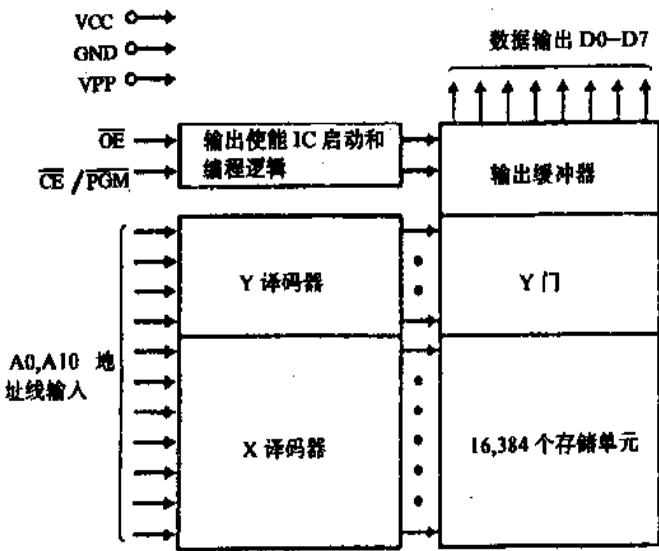 VCC
GND
VPP
数据输出 D0-D7
OE
CE/PGM
输出使能 IC 启动和
编程逻辑
输出缓冲器
Y 译码器
Y 门
A0,A10 地
址线输入
X 译码器
16,384 个存储单元